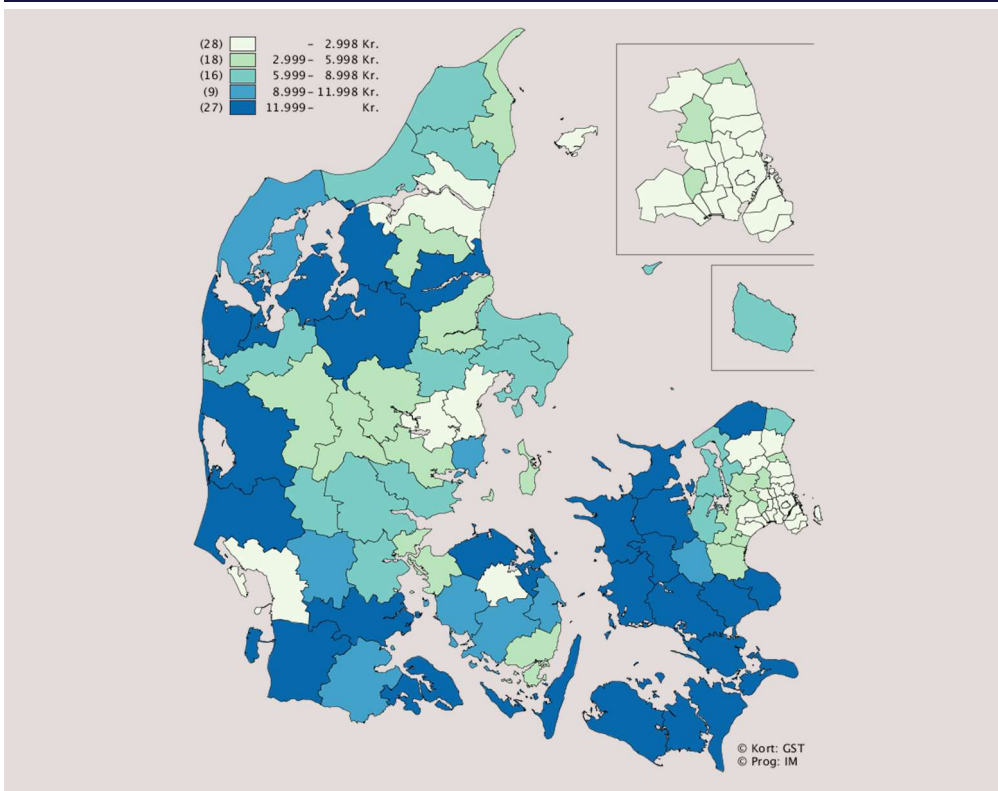 (28) - 2.998 Kr.
(18) 2.999- 5.998 Kr.
(16) 5.999- 8.998 Kr.
(9) 8.999- 11.998 Kr.
(27) 11.999- Kr.
© Kort: GST
© Prog: IM